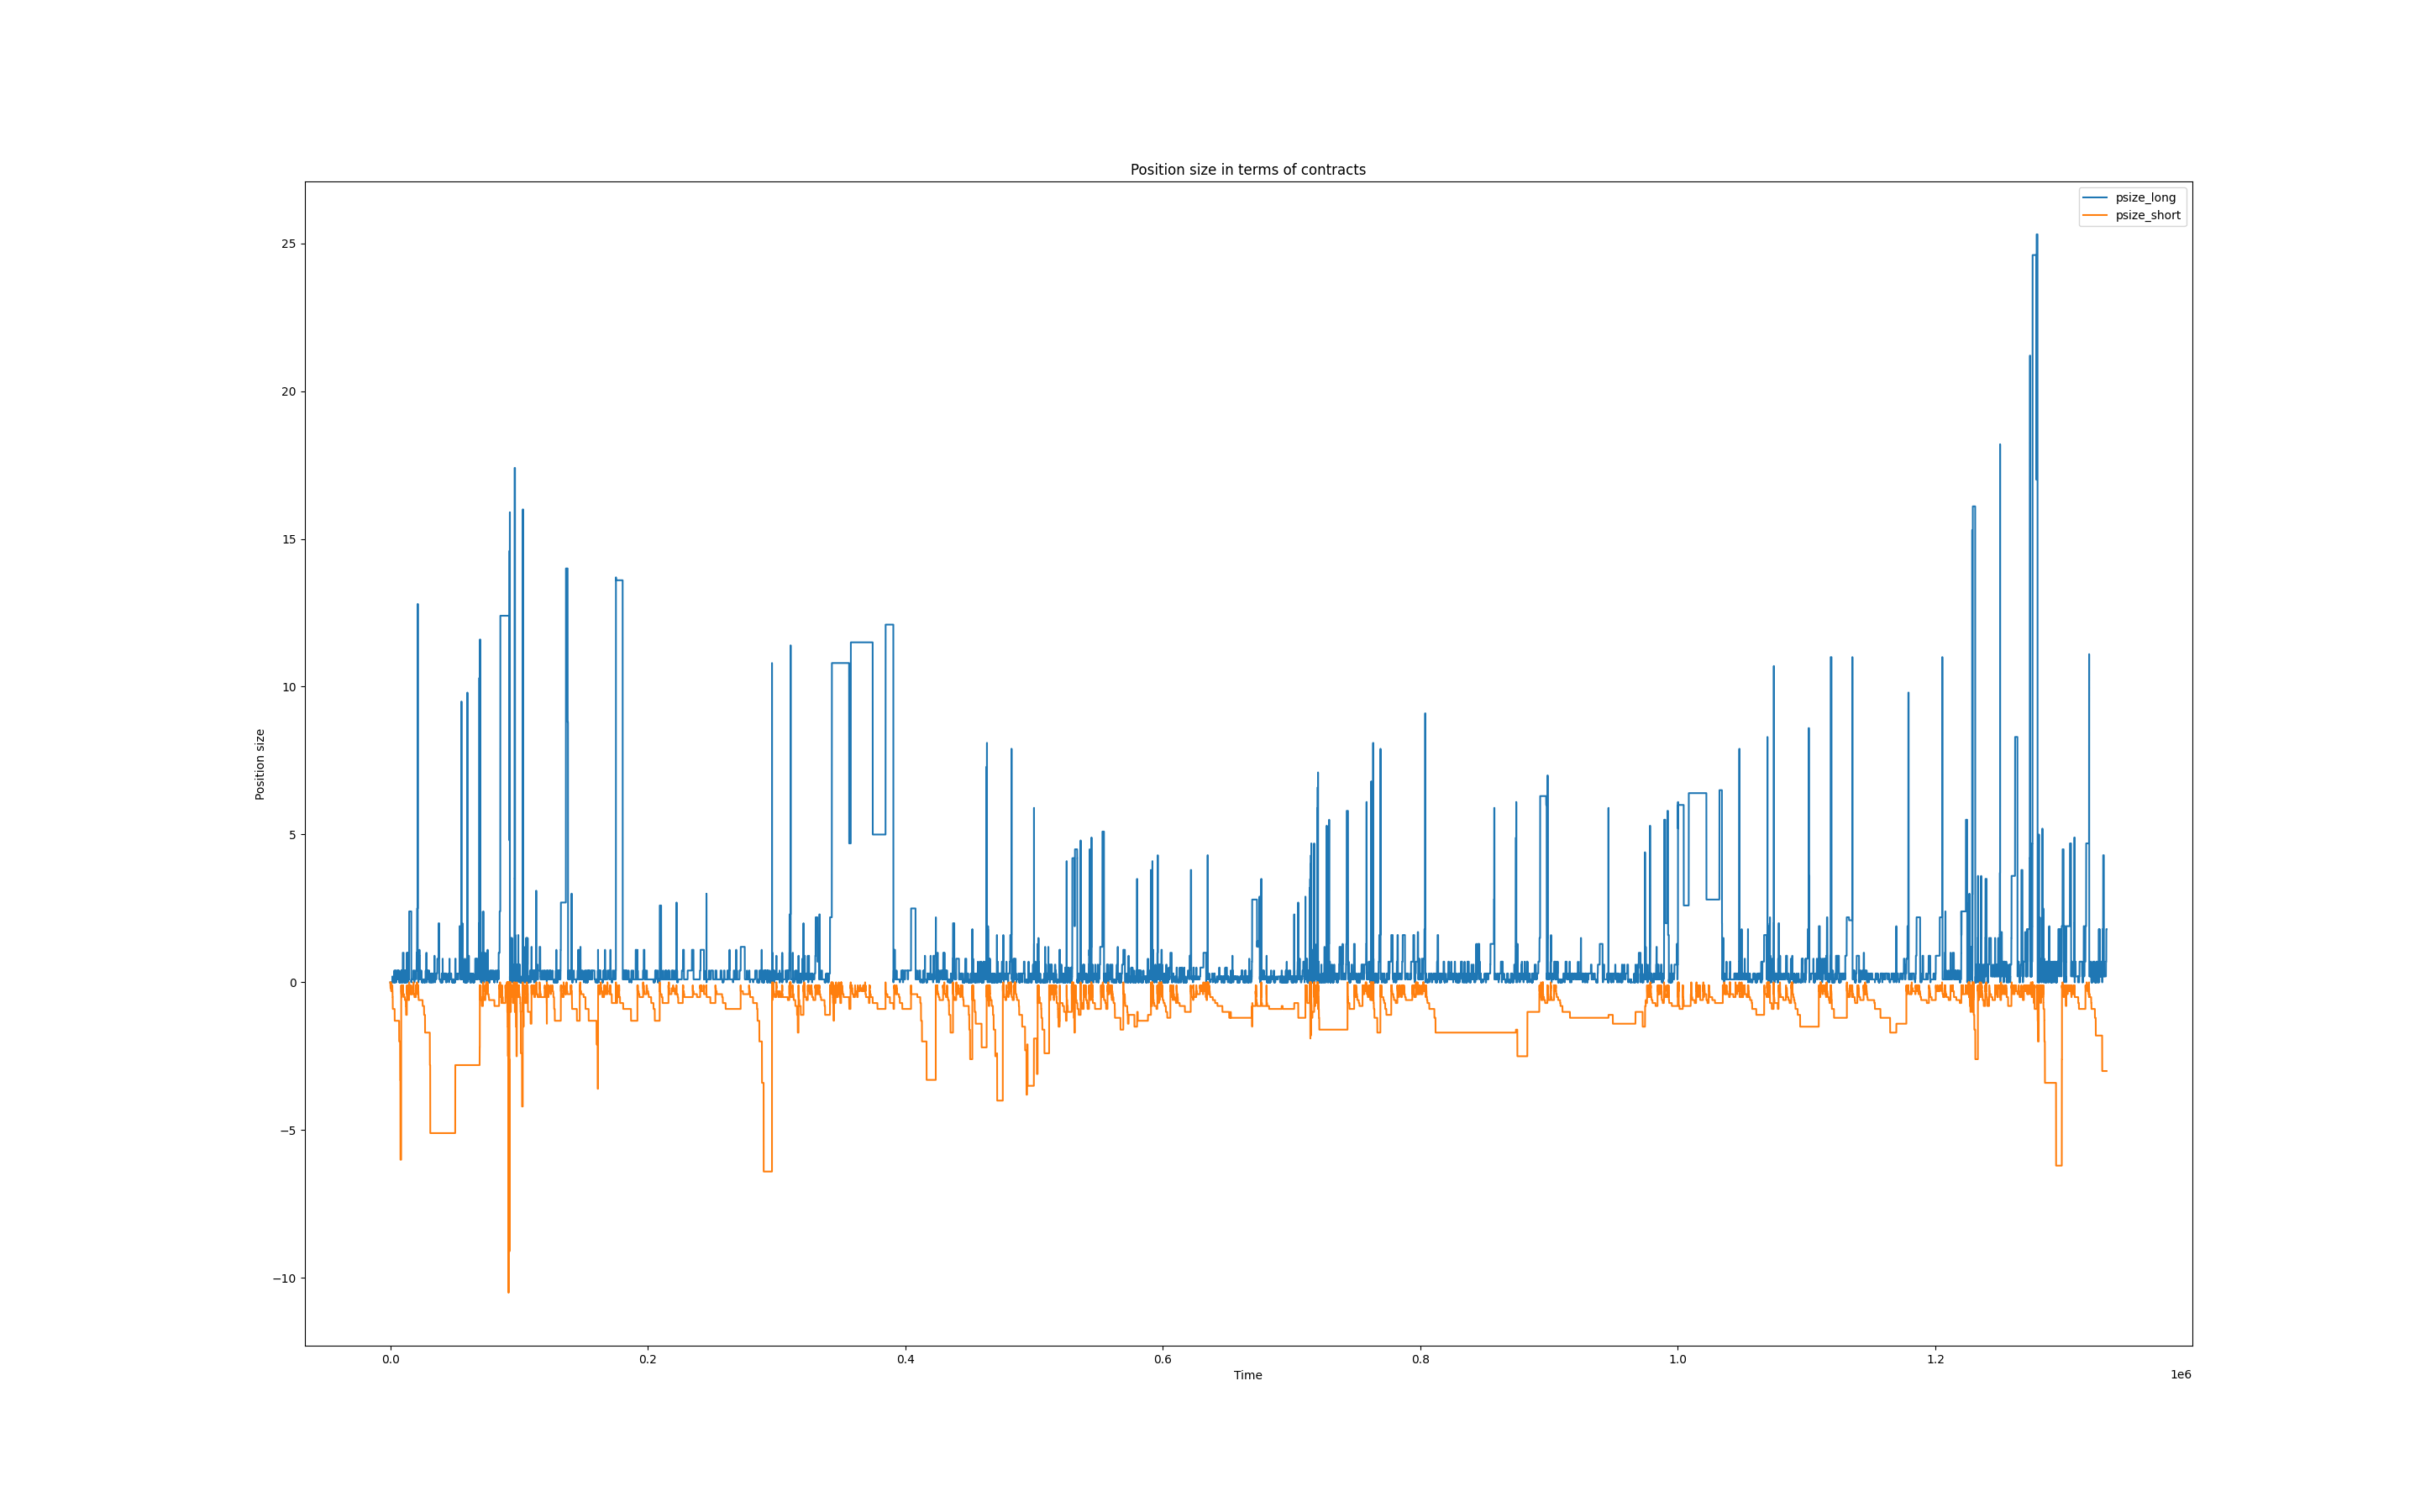 Position size in terms of contracts
psize_long
psize_short
25
20
15
10
5
0
−5
−10
Position size
0.0 0.2 0.4 0.6 0.8 1.0 1.2
Time
1e6